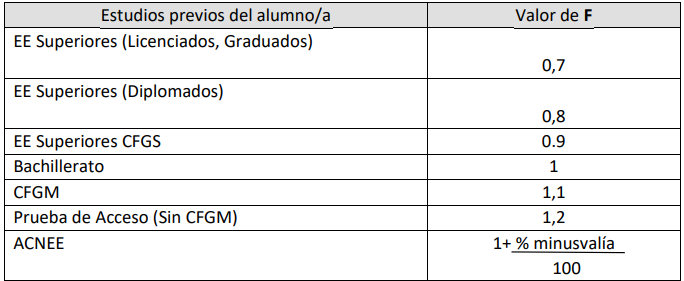 Estudios previos del alumno/a Valor de F
EE Superiores (Licenciados, Graduados)
0,7
EE Superiores (Diplomados)
0,8
EE Superiores CFGS 0.9
Bachillerato 1
CFGM 1,1
Prueba de Acceso (Sin CFGM) 1,2
ACNEE 1+ % minusvalía
100